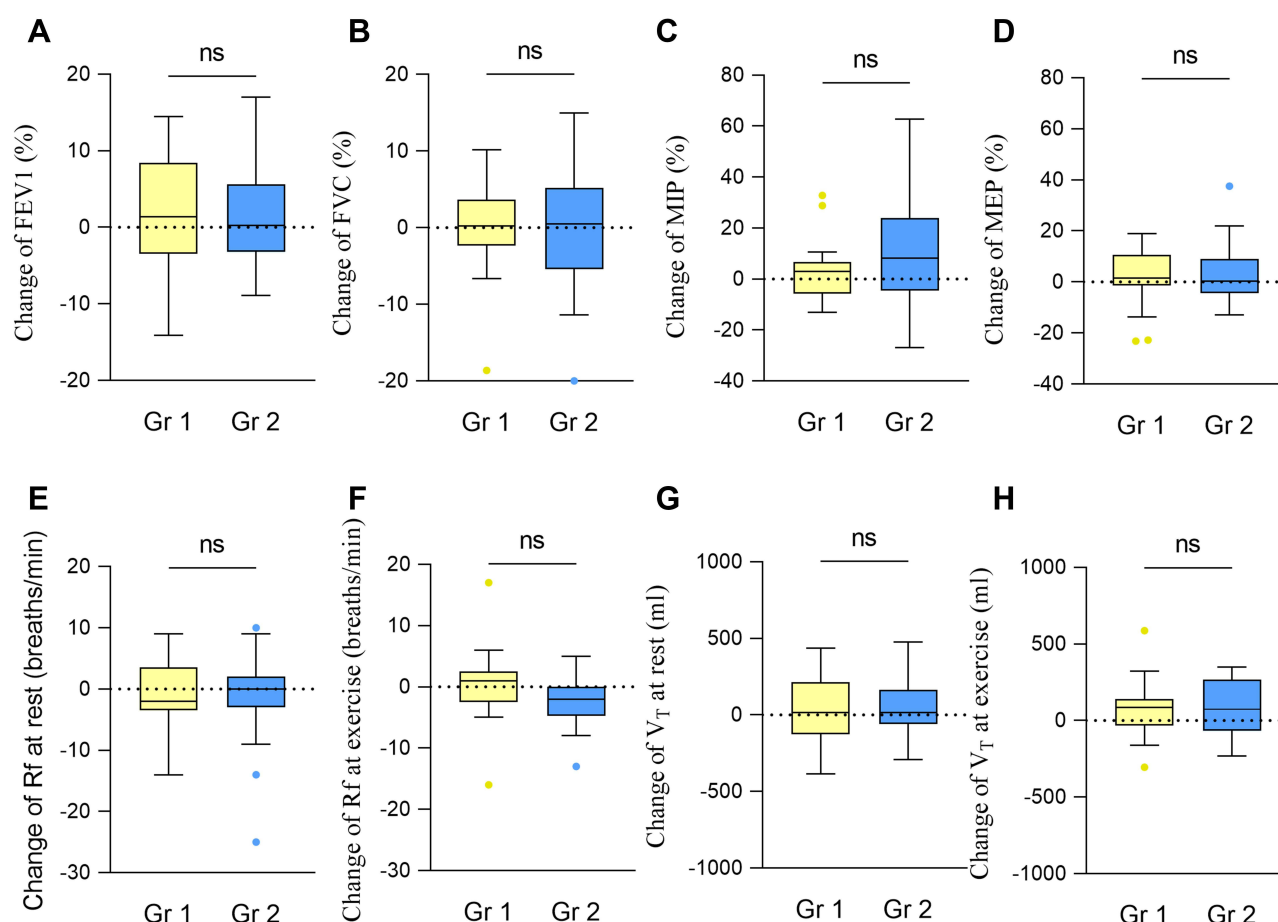 A
B
C
D
ns
ns
ns
ns
Change of FEV1 (%)
20
10
0
-10
-20
Gr 1
Gr 2
Change of FVC (%)
20
10
0
-10
-20
Gr 1
Gr 2
Change of MIP (%)
80
60
40
20
0
-20
-40
Gr 1
Gr 2
Change of MEP (%)
80
60
40
20
0
-20
-40
Gr 1
Gr 2
E
F
G
H
ns
ns
ns
ns
Change of Rf at rest (breaths/min)
20
10
0
-10
-20
-30
Gr 1
Gr 2
Change of Rf at exercise (breaths/min)
20
10
0
-10
-20
-30
Gr 1
Gr 2
Change of VT at rest (ml)
1000
500
0
-500
-1000
Gr 1
Gr 2
Change of VT at exercise (ml)
1000
500
0
-500
-1000
Gr 1
Gr 2